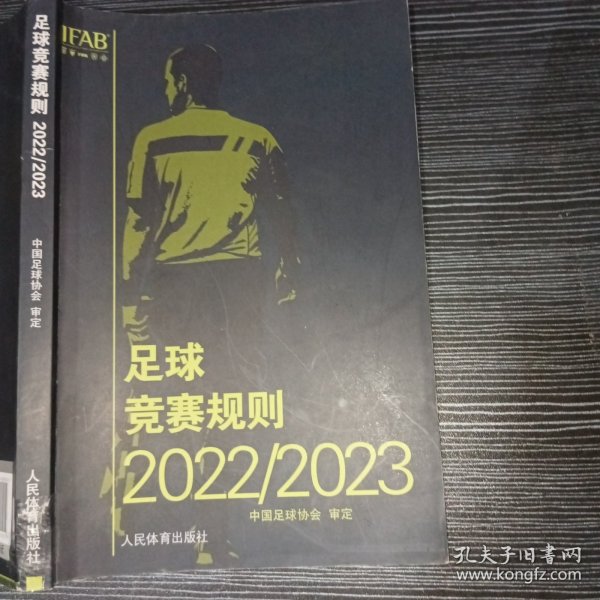 足球竞赛规则 2022/2023
中国足球协会 审定
人民体育出版社
IFAB
足球
竞赛规则
2022/2023
中国足球协会 审定
人民体育出版社
孔夫子旧书网
www.kongfz.com